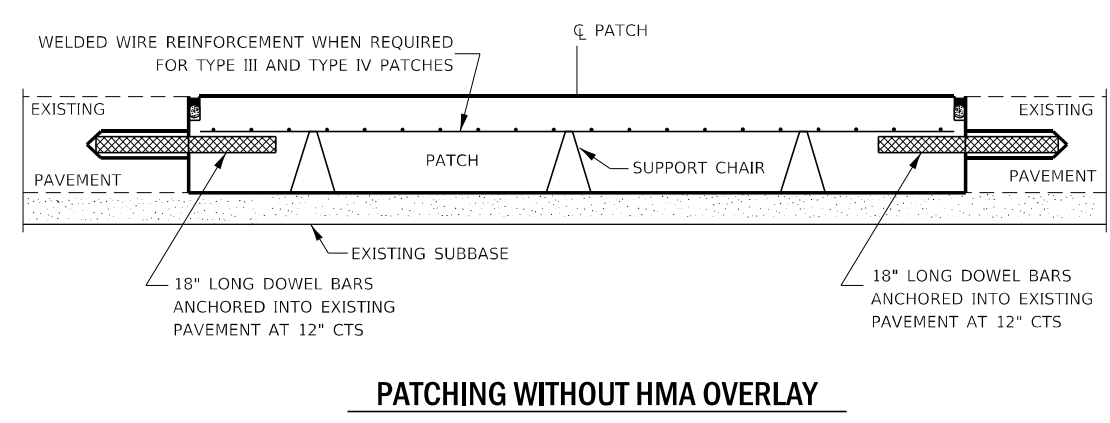 ℄ PATCH
WELDED WIRE REINFORCEMENT WHEN REQUIRED
FOR TYPE III AND TYPE IV PATCHES
EXISTING
EXISTING
PATCH
SUPPORT CHAIR
PAVEMENT
PAVEMENT
EXISTING SUBBASE
18" LONG DOWEL BARS
ANCHORED INTO EXISTING
PAVEMENT AT 12" CTS
18" LONG DOWEL BARS
ANCHORED INTO EXISTING
PAVEMENT AT 12" CTS
PATCHING WITHOUT HMA OVERLAY